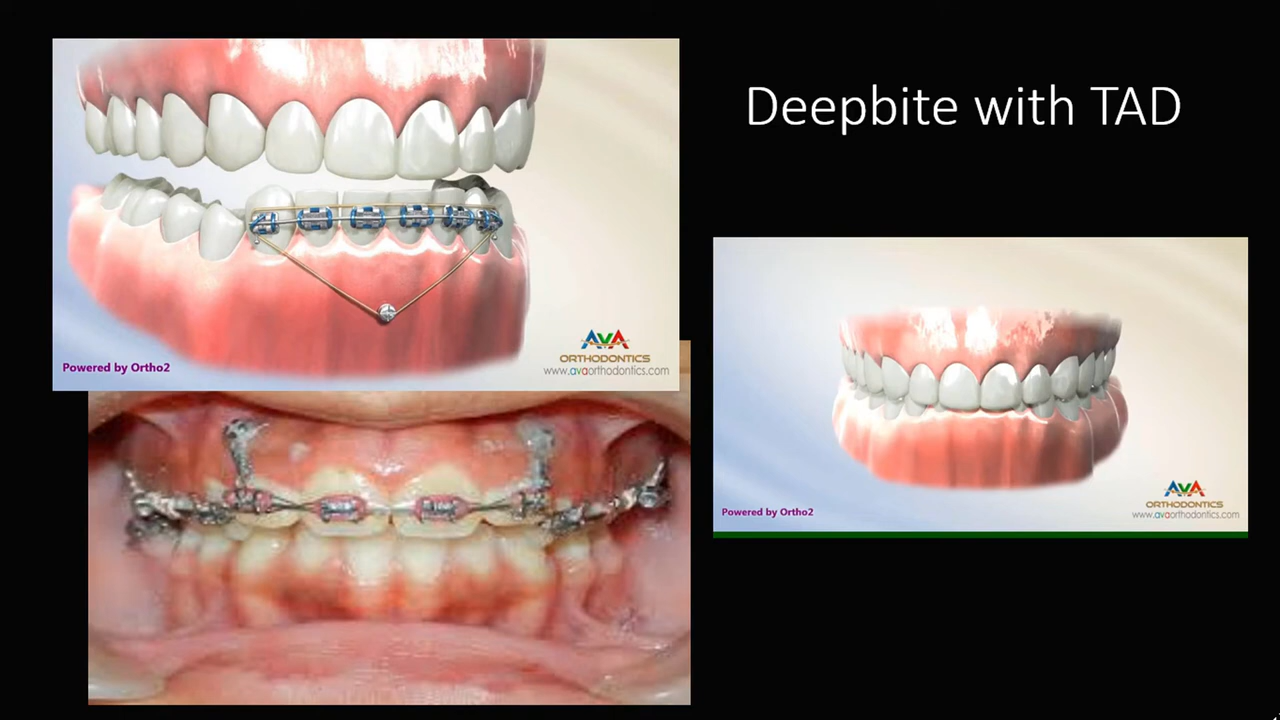 Deepbite with TAD
AvA
ORTHODONTICS
www.avaorthodontics.com
Powered by Ortho2
AvA
ORTHODONTICS
www.avaorthodontics.com
Powered by Ortho2